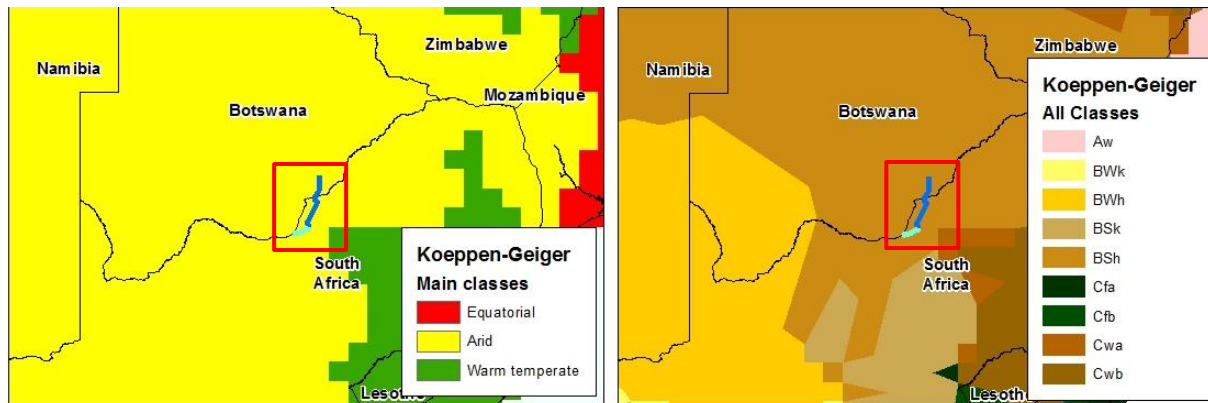 Zimbabwe
Namibia
Mozambique
Botswana
South
Africa
Lesotho
Koeppen-Geiger
Main classes
Equatorial
Arid
Warm temperate
Zimbabwe
Namibia
Botswana
South
Africa
Lesotho
Koeppen-Geiger
All Classes
Aw
BWk
BWh
BSk
BSh
Cfa
Cfb
Cwa
Cwb